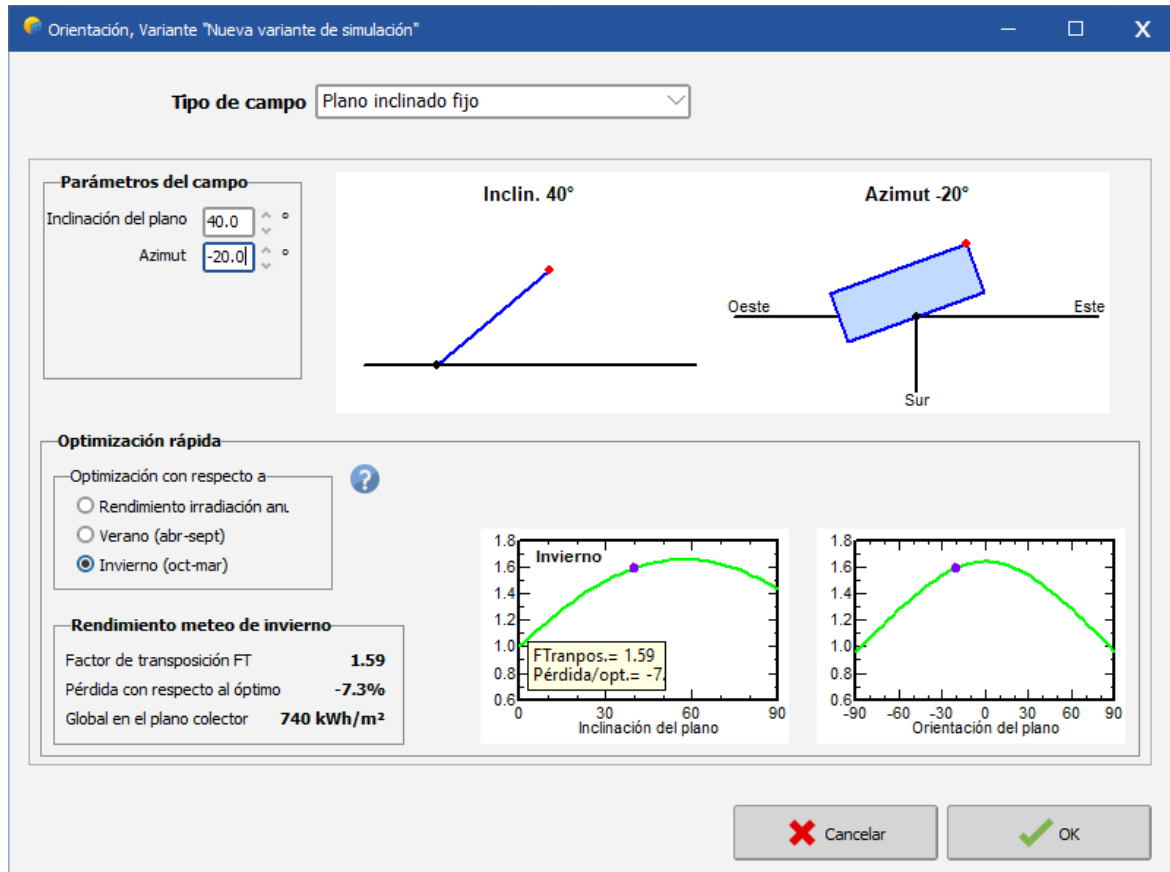 Orientación, Variante "Nueva variante de simulación"
Tipo de campo Plano inclinado fijo
Parámetros del campo
Inclinación del plano 40.0 °
Azimut -20.0 °
Inclin. 40°
Azimut -20°
Oeste
Este
Sur
Optimización rápida
Optimización con respecto a
Rendimiento irradiación anu
Verano (abr-sept)
Invierno (oct-mar)
?
Rendimiento meteo de invierno
Factor de transposición FT 1.59
Pérdida con respecto al óptimo -7.3%
Global en el plano colector 740 kWh/m²
Invierno
1.8
1.6
1.4
1.2
1.0
0.8
0.6
FTranpos.= 1.59
Pérdida/opt.= -7.
0 30 60 90
Inclinación del plano
1.8
1.6
1.4
1.2
1.0
0.8
0.6
-90 -60 -30 0 30 60 90
Orientación del plano
Cancelar
OK